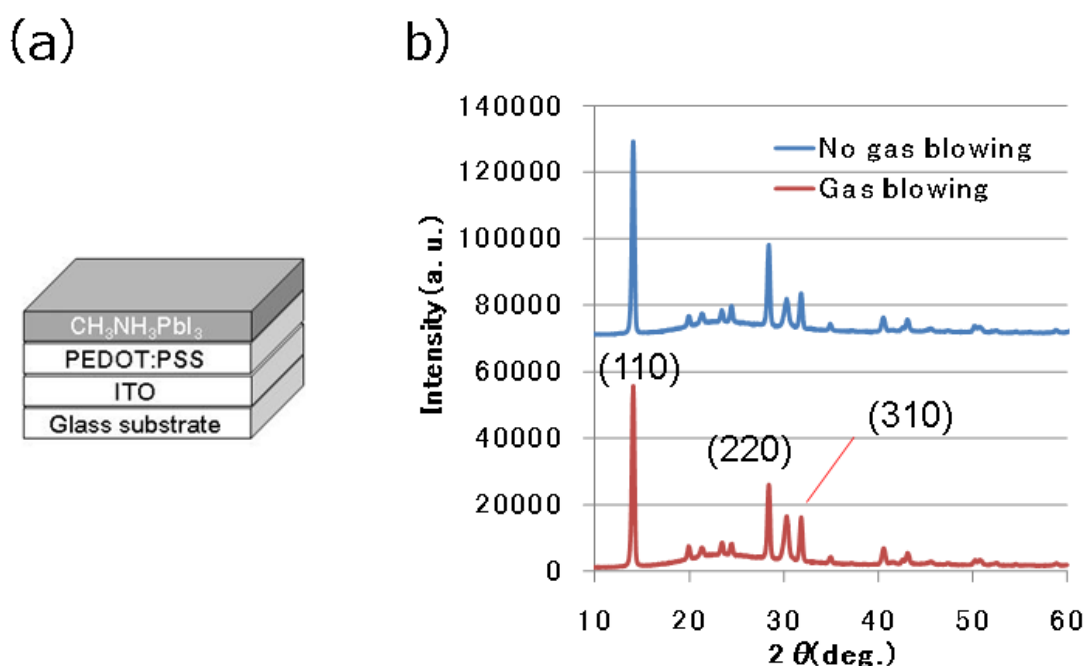 (a)
CH₃NH₃PbI₃
PEDOT:PSS
ITO
Glass substrate
b)
140000
120000
100000
80000
60000
40000
20000
0
Intensity(a. u.)
No gas blowing
Gas blowing
(110)
(220)
(310)
10 20 30 40 50 60
2 θ(deg.)